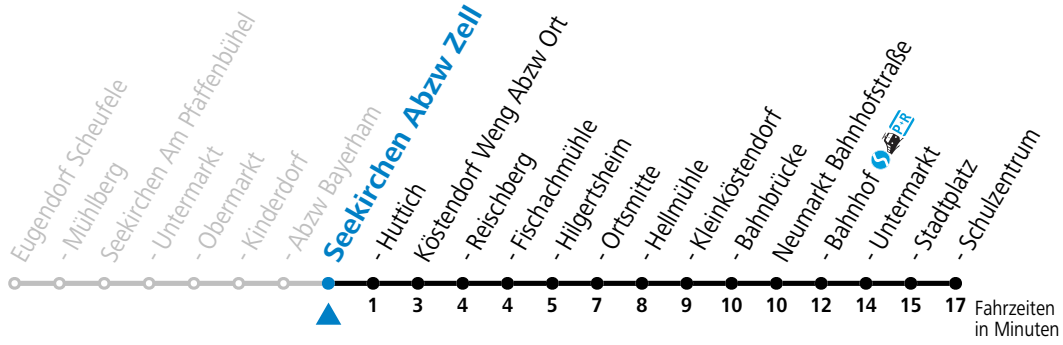 Eugendorf Scheufele
- Mühlberg
Seekirchen Am Pfaffenbühel
- Untermarkt
- Obermarkt
- Kinderdorf
- Abzw Bayerham
Seekirchen Abzw Zell
- Huttich
Köstendorf Weng Abzw Ort
- Reischberg
- Fischachmühle
- Hilgertsheim
- Ortsmitte
- Hellmühle
- Kleinköstendorf
- Bahnbrücke
Neumarkt Bahnhofstraße
- Bahnhof S P+R
- Untermarkt
- Stadtplatz
- Schulzentrum
1 3 4 4 5 7 8 9 10 10 12 14 15 17 Fahrzeiten
in Minuten